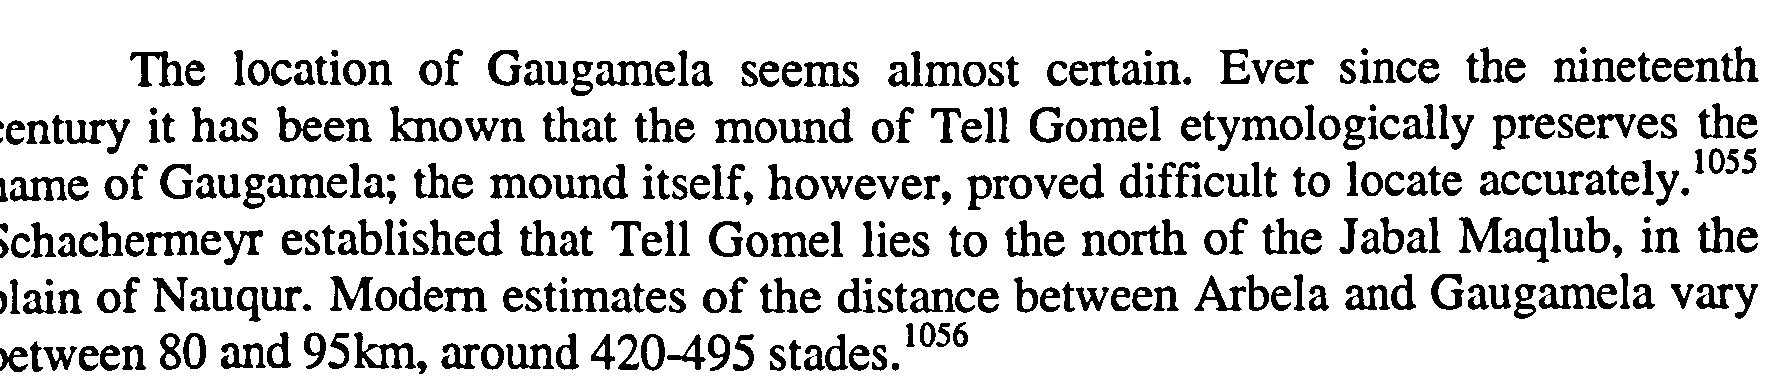 The location of Gaugamela seems almost certain. Ever since the nineteenth
century it has been known that the mound of Tell Gomel etymologically preserves the
name of Gaugamela; the mound itself, however, proved difficult to locate accurately.1055
Schachermeyr established that Tell Gomel lies to the north of the Jabal Maqlub, in the
plain of Nauqur. Modern estimates of the distance between Arbela and Gaugamela vary
between 80 and 95km, around 420-495 stades.1056